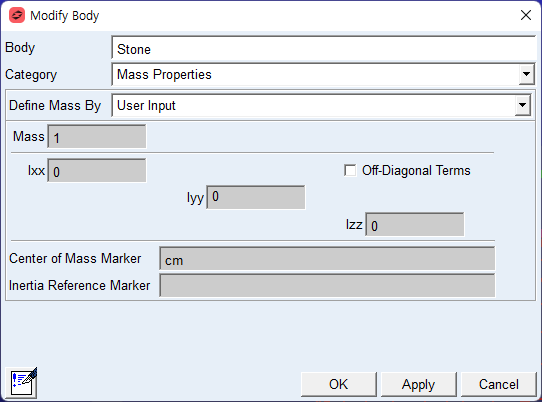 Modify Body
Body Stone
Category Mass Properties
Define Mass By User Input
Mass 1
Ixx 0 Off-Diagonal Terms
Iyy 0
Izz 0
Center of Mass Marker cm
Inertia Reference Marker
OK Apply Cancel